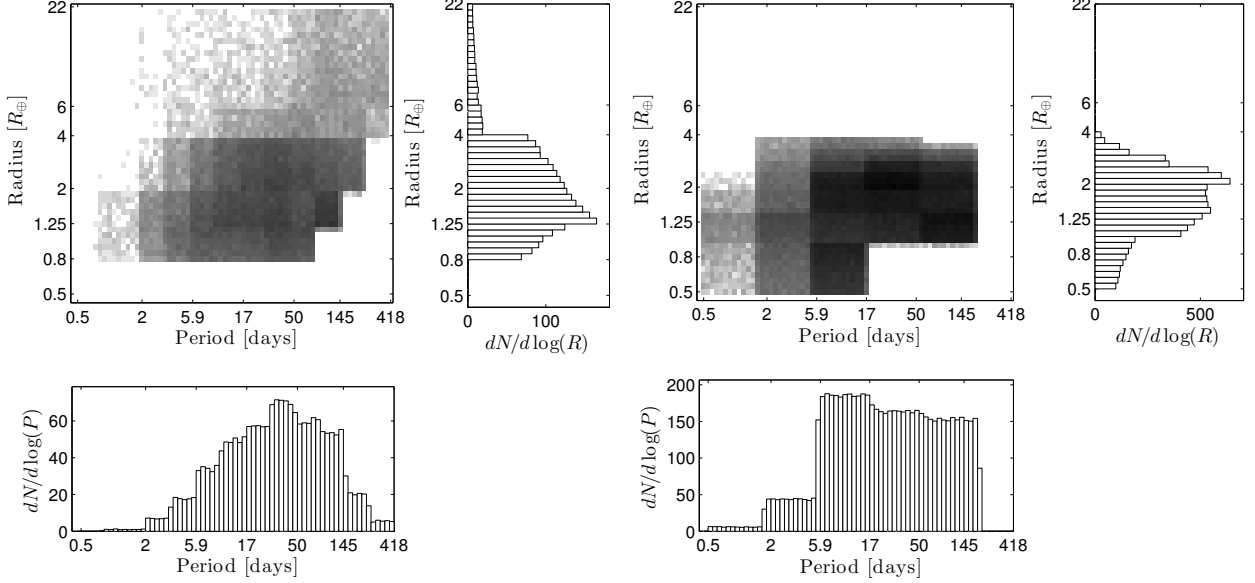 22
6
4
2
1.25
0.8
0.5
Radius [R⊕]
0.5 2 5.9 17 50 145 418
Period [days]
22
6
4
2
1.25
0.8
0.5
Radius [R⊕]
0 100
dN/d log(R)
22
6
4
2
1.25
0.8
0.5
Radius [R⊕]
0.5 2 5.9 17 50 145 418
Period [days]
22
6
4
2
1.25
0.8
0.5
Radius [R⊕]
0 500
dN/d log(R)
60
40
20
0
dN/d log(P)
0.5 2 5.9 17 50 145 418
Period [days]
200
150
100
50
0
dN/d log(P)
0.5 2 5.9 17 50 145 418
Period [days]